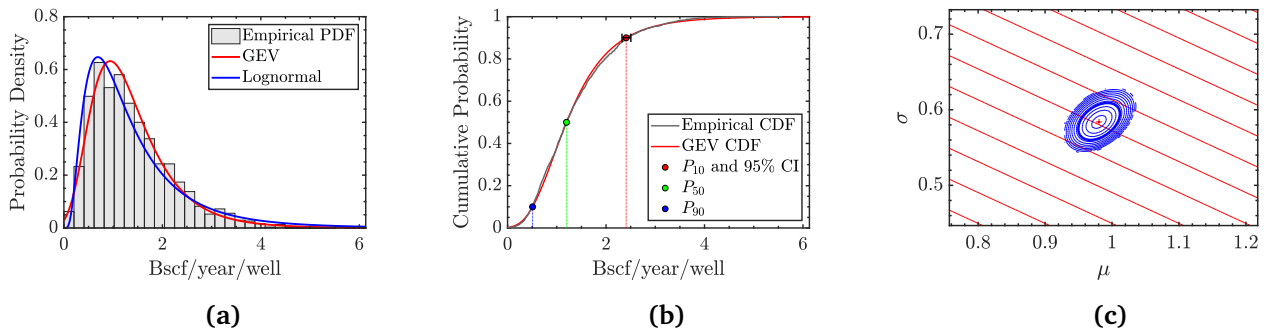 Probability Density
0.8
0.6
0.4
0.2
0
0
2
4
6
Bscf/year/well
Empirical PDF
GEV
Lognormal
(a)
Cumulative Probability
1
0.8
0.6
0.4
0.2
0
0
2
4
6
Bscf/year/well
Empirical CDF
GEV CDF
P10 and 95% CI
P50
P90
(b)
σ
0.7
0.6
0.5
0.8
0.9
1
1.1
1.2
μ
(c)